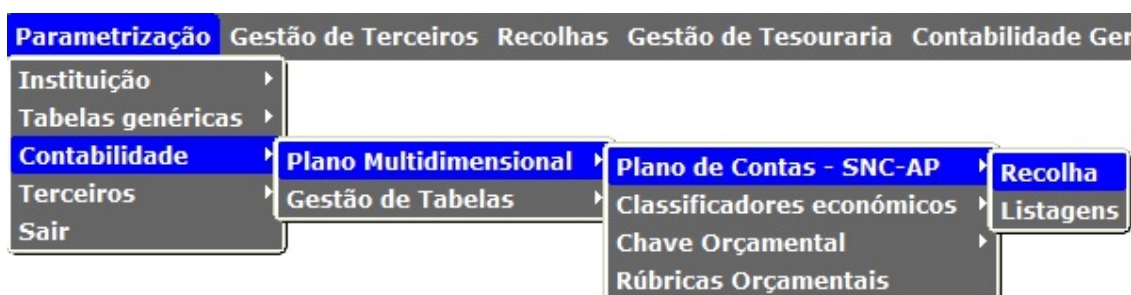 Parametrização Gestão de Terceiros Recolhas Gestão de Tesouraria Contabilidade Ger
Instituição
Tabelas genéricas
Contabilidade
Terceiros
Sair
Plano Multidimensional
Gestão de Tabelas
Plano de Contas - SNC-AP
Classificadores económicos
Chave Orçamental
Rúbricas Orçamentais
Recolha
Listagens